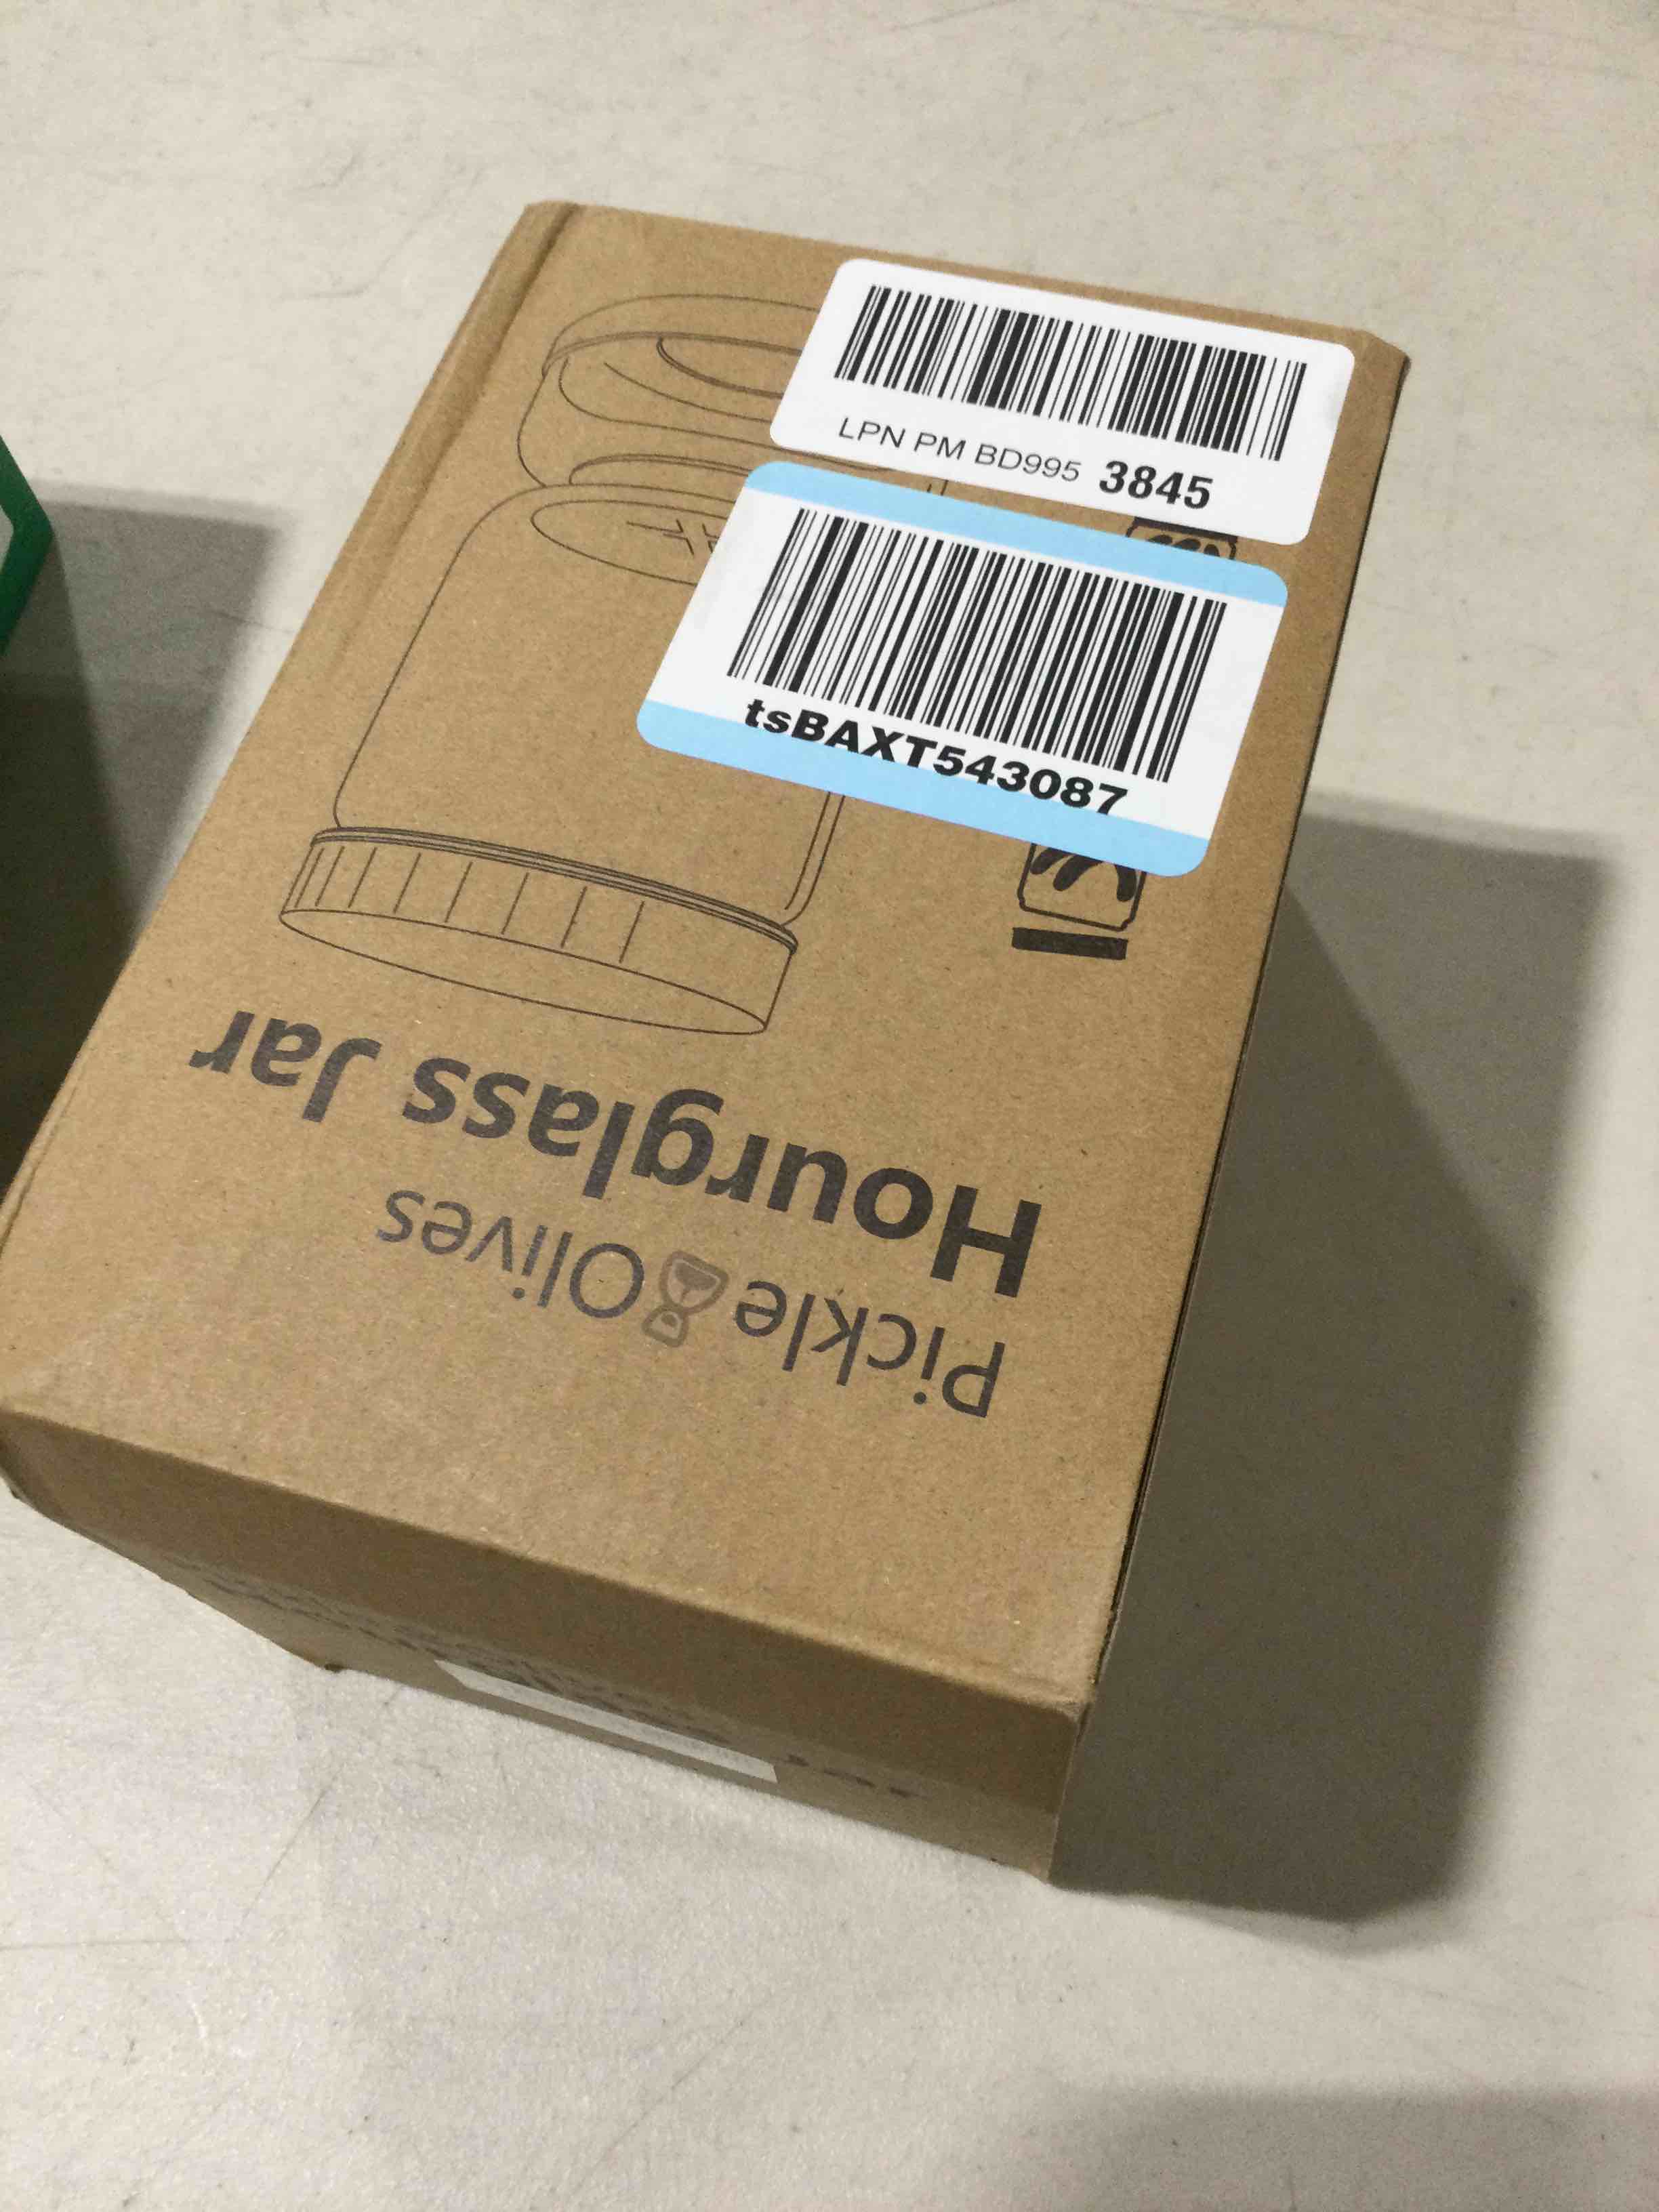 LPN PM BD995 3845
tsBAXT543087
Pickle Olives
Hourglass Jar